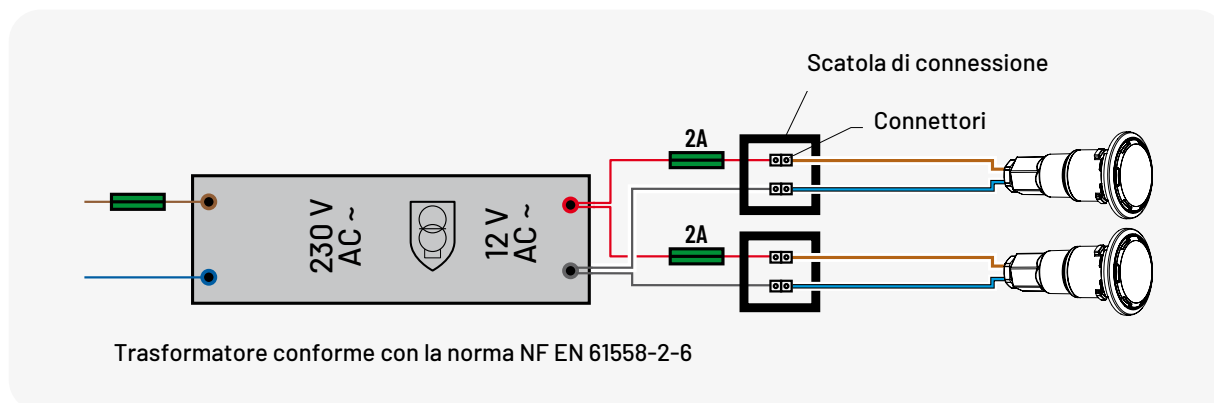 Scatola di connessione
Connettori
2A
230 V
AC ~
12 V
AC ~
2A
Trasformatore conforme con la norma NF EN 61558-2-6